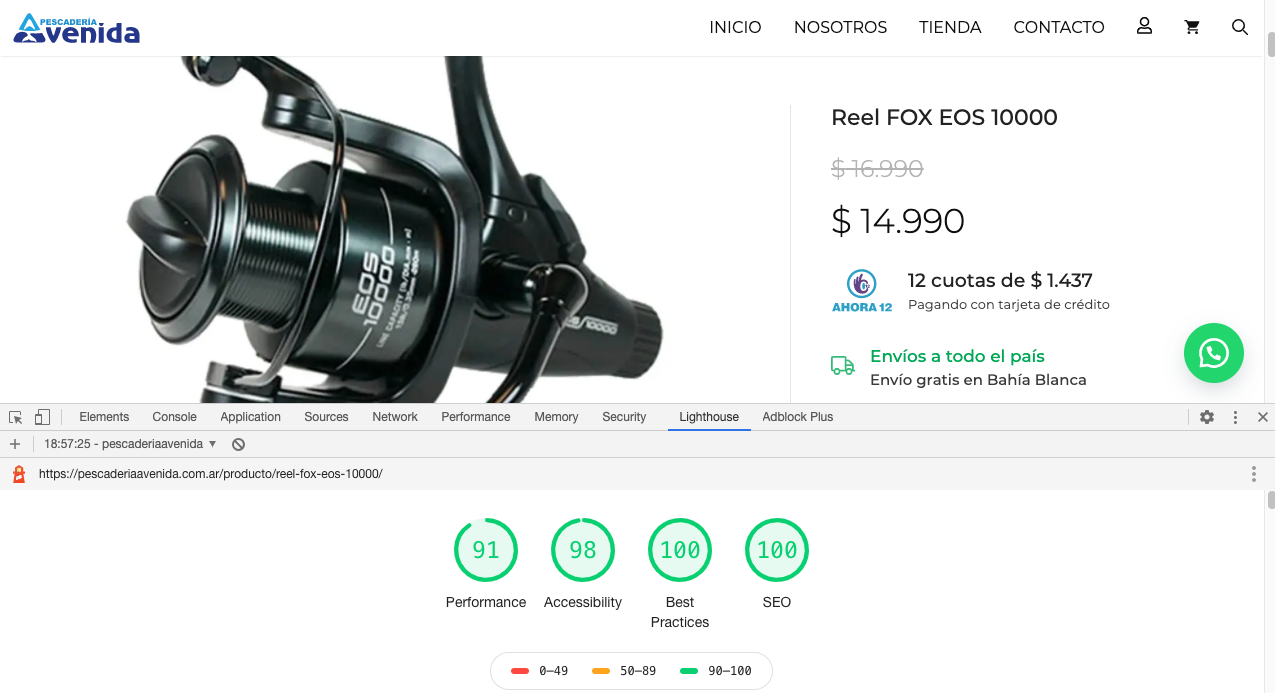 PESCADERÍA
Avenida
INICIO NOSOTROS TIENDA CONTACTO
Reel FOX EOS 10000
$ 16.990
$ 14.990
AHORA 12
12 cuotas de $ 1.437
Pagando con tarjeta de crédito
Envíos a todo el país
Envío gratis en Bahía Blanca
EOS
10000
LINE CAPACITY
10000
Elements Console Application Sources Network Performance Memory Security Lighthouse Adblock Plus
18:57:25 - pescaderiaavenida
https://pescaderiaavenida.com.ar/producto/reel-fox-eos-10000/
91 98 100 100
Performance Accessibility Best Practices SEO
0–49 50–89 90–100